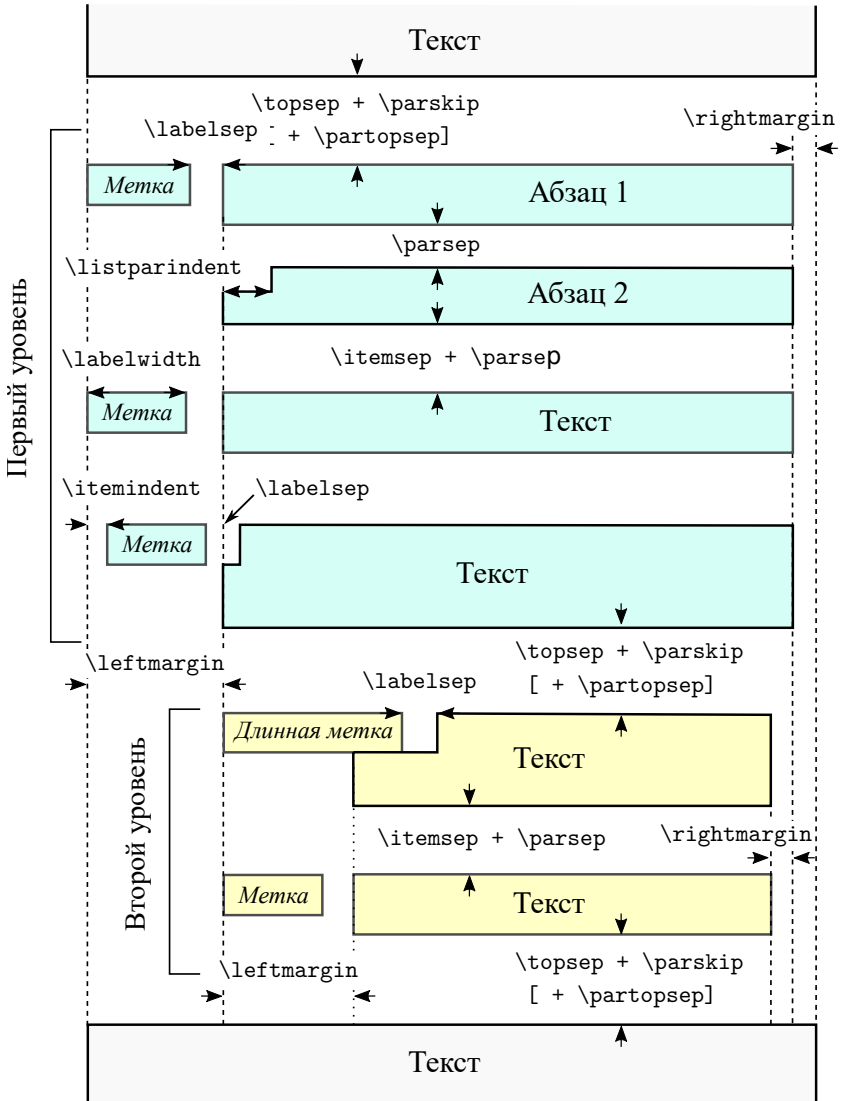 Текст
\topsep + \parskip
\labelsep [ + \partopsep]
\rightmargin
Метка
Абзац 1
\parsep
\listparindent
Абзац 2
Первый уровень
\labelwidth
\itemsep + \parsep
Метка
Текст
\itemindent
\labelsep
Метка
Текст
\leftmargin
\topsep + \parskip
[ + \partopsep]
\labelsep
Длинная метка
Текст
Второй уровень
\itemsep + \parsep
\rightmargin
Метка
Текст
\leftmargin
\topsep + \parskip
[ + \partopsep]
Текст